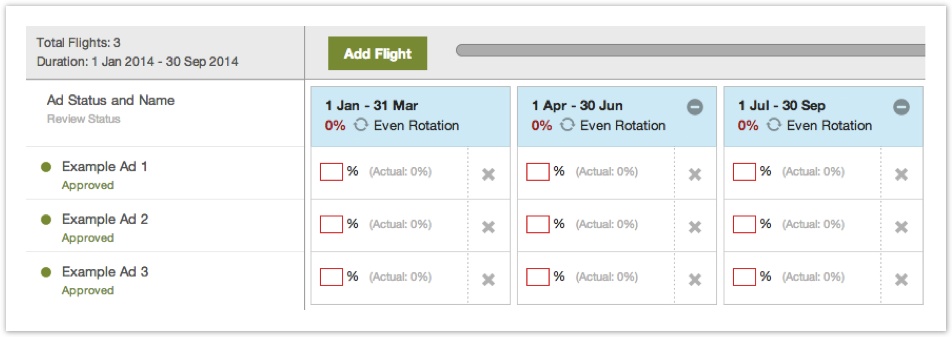 Total Flights: 3
Duration: 1 Jan 2014 - 30 Sep 2014
Add Flight
Ad Status and Name
Review Status
1 Jan - 31 Mar
0% Even Rotation
1 Apr - 30 Jun
0% Even Rotation
1 Jul - 30 Sep
0% Even Rotation
Example Ad 1
Approved
% (Actual: 0%)
% (Actual: 0%)
% (Actual: 0%)
Example Ad 2
Approved
% (Actual: 0%)
% (Actual: 0%)
% (Actual: 0%)
Example Ad 3
Approved
% (Actual: 0%)
% (Actual: 0%)
% (Actual: 0%)